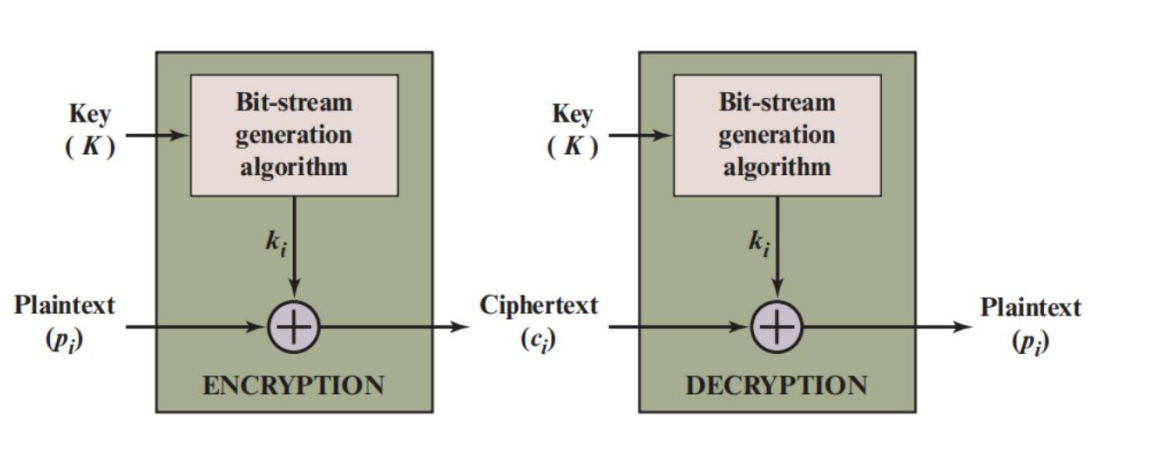 Key
( K )
Bit-stream
generation
algorithm
k_i
Plaintext
(p_i)
ENCRYPTION
Ciphertext
(c_i)
Key
( K )
Bit-stream
generation
algorithm
k_i
DECRYPTION
Plaintext
(p_i)